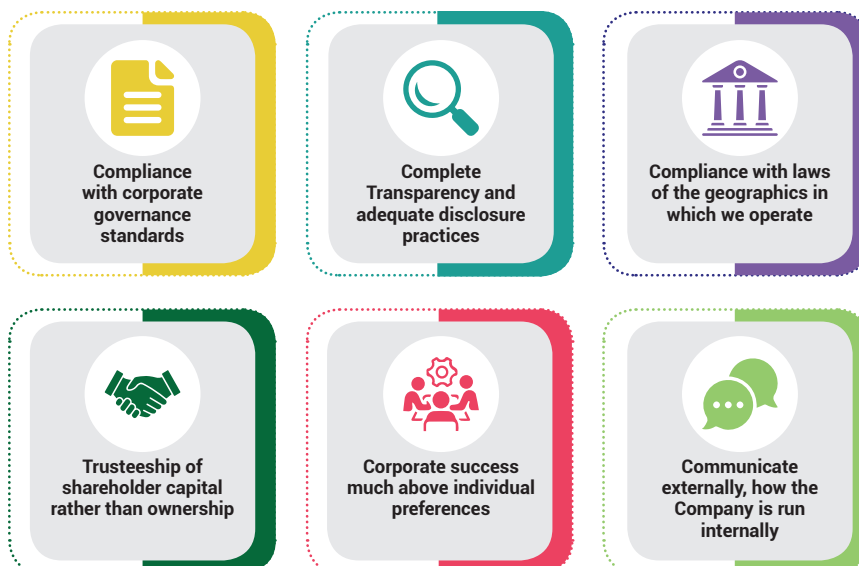 Compliance
with corporate
governance
standards
Complete
Transparency and
adequate disclosure
practices
Compliance with laws
of the geographics in
which we operate
Trusteeship of
shareholder capital
rather than ownership
Corporate success
much above individual
preferences
Communicate
externally, how the
Company is run
internally